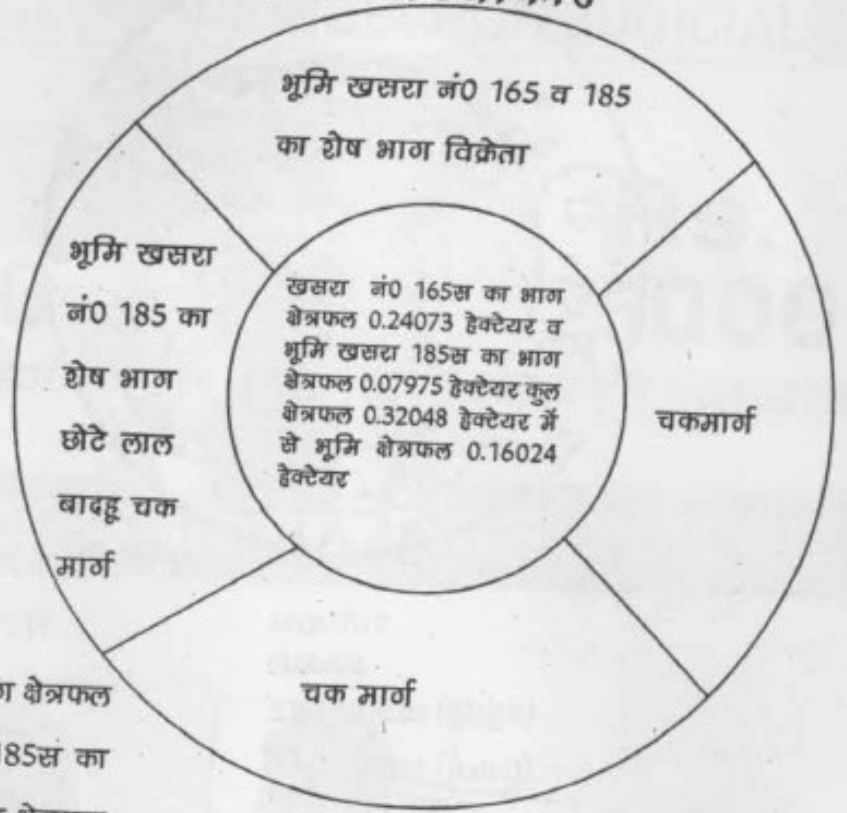 भूमि खसरा नं0 165 व 185
का शेष भाग विक्रेता
भूमि खसरा
नं0 185 का
शेष भाग
छोटे लाल
बादहू चक
मार्ग
खसरा नं0 165स का भाग
क्षेत्रफल 0.24073 हेक्टेयर व
भूमि खसरा 185स का भाग
क्षेत्रफल 0.07975 हेक्टेयर कुल
क्षेत्रफल 0.32048 हेक्टेयर में
से भूमि क्षेत्रफल 0.16024
हेक्टेयर
चकमार्ग
चक मार्ग
क्षेत्रफल
185स का